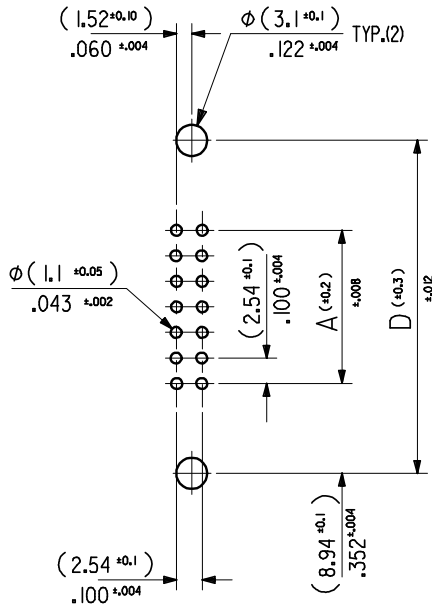 (1.52 ±0.10)
.060 ±.004
ϕ(3.1 ±0.1)
.122 ±.004
TYP.(2)
ϕ(1.1 ±0.05)
.043 ±.002
(2.54 ±0.1)
.100 ±.004
A (±0.2)
±.008
D (±0.3)
±.012
(2.54 ±0.1)
.100 ±.004
(8.94 ±0.1)
.352 ±.004